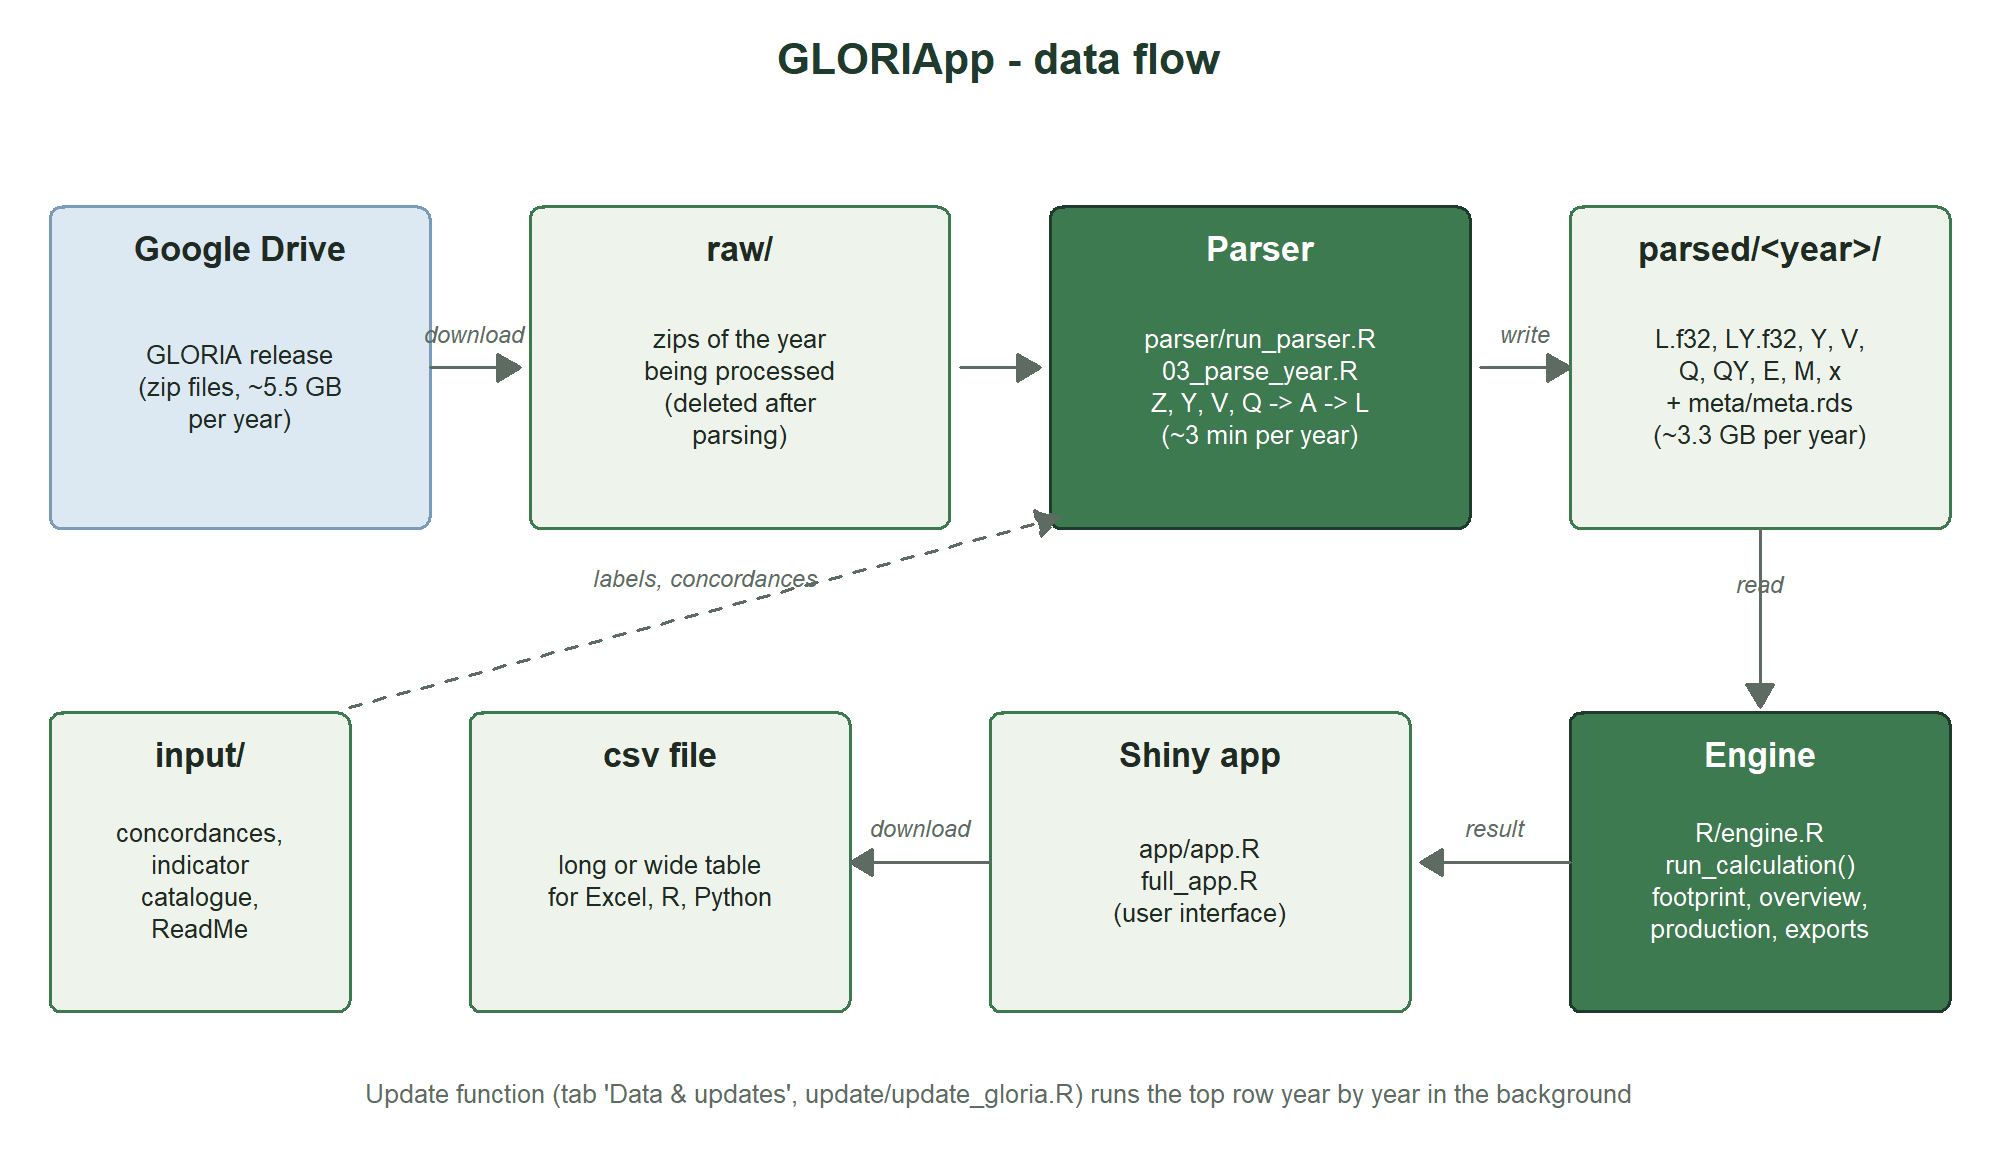 GLORIApp - data flow
Google Drive
GLORIA release
(zip files, ~5.5 GB
per year)
download
raw/
zips of the year
being processed
(deleted after
parsing)
Parser
parser/run_parser.R
03_parse_year.R
Z, Y, V, Q -> A -> L
(~3 min per year)
write
parsed/<year>/
L.f32, LY.f32, Y, V,
Q, QY, E, M, x
+ meta/meta.rds
(~3.3 GB per year)
labels, concordances
read
input/
concordances,
indicator
catalogue,
ReadMe
csv file
long or wide table
for Excel, R, Python
download
Shiny app
app/app.R
full_app.R
(user interface)
result
Engine
R/engine.R
run_calculation()
footprint, overview,
production, exports
Update function (tab 'Data & updates', update/update_gloria.R) runs the top row year by year in the background